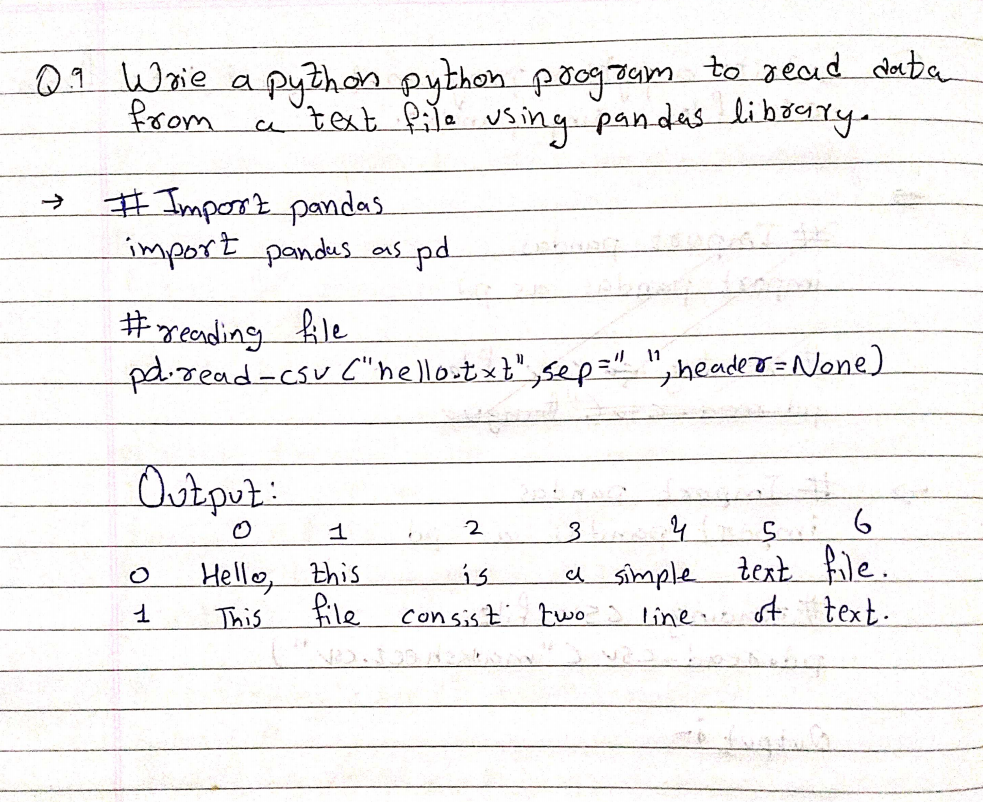 Q.9 Wrie a python python program to read data
from a text file using pandas library.
→ # Import pandas
import pandas as pd
# reading file
pd.read_csv("hello.txt",sep=" ",header=None)
Output:
0 1 2 3 4 5 6
0 Hello, this is a simple text file.
1 This file consist two line of text.